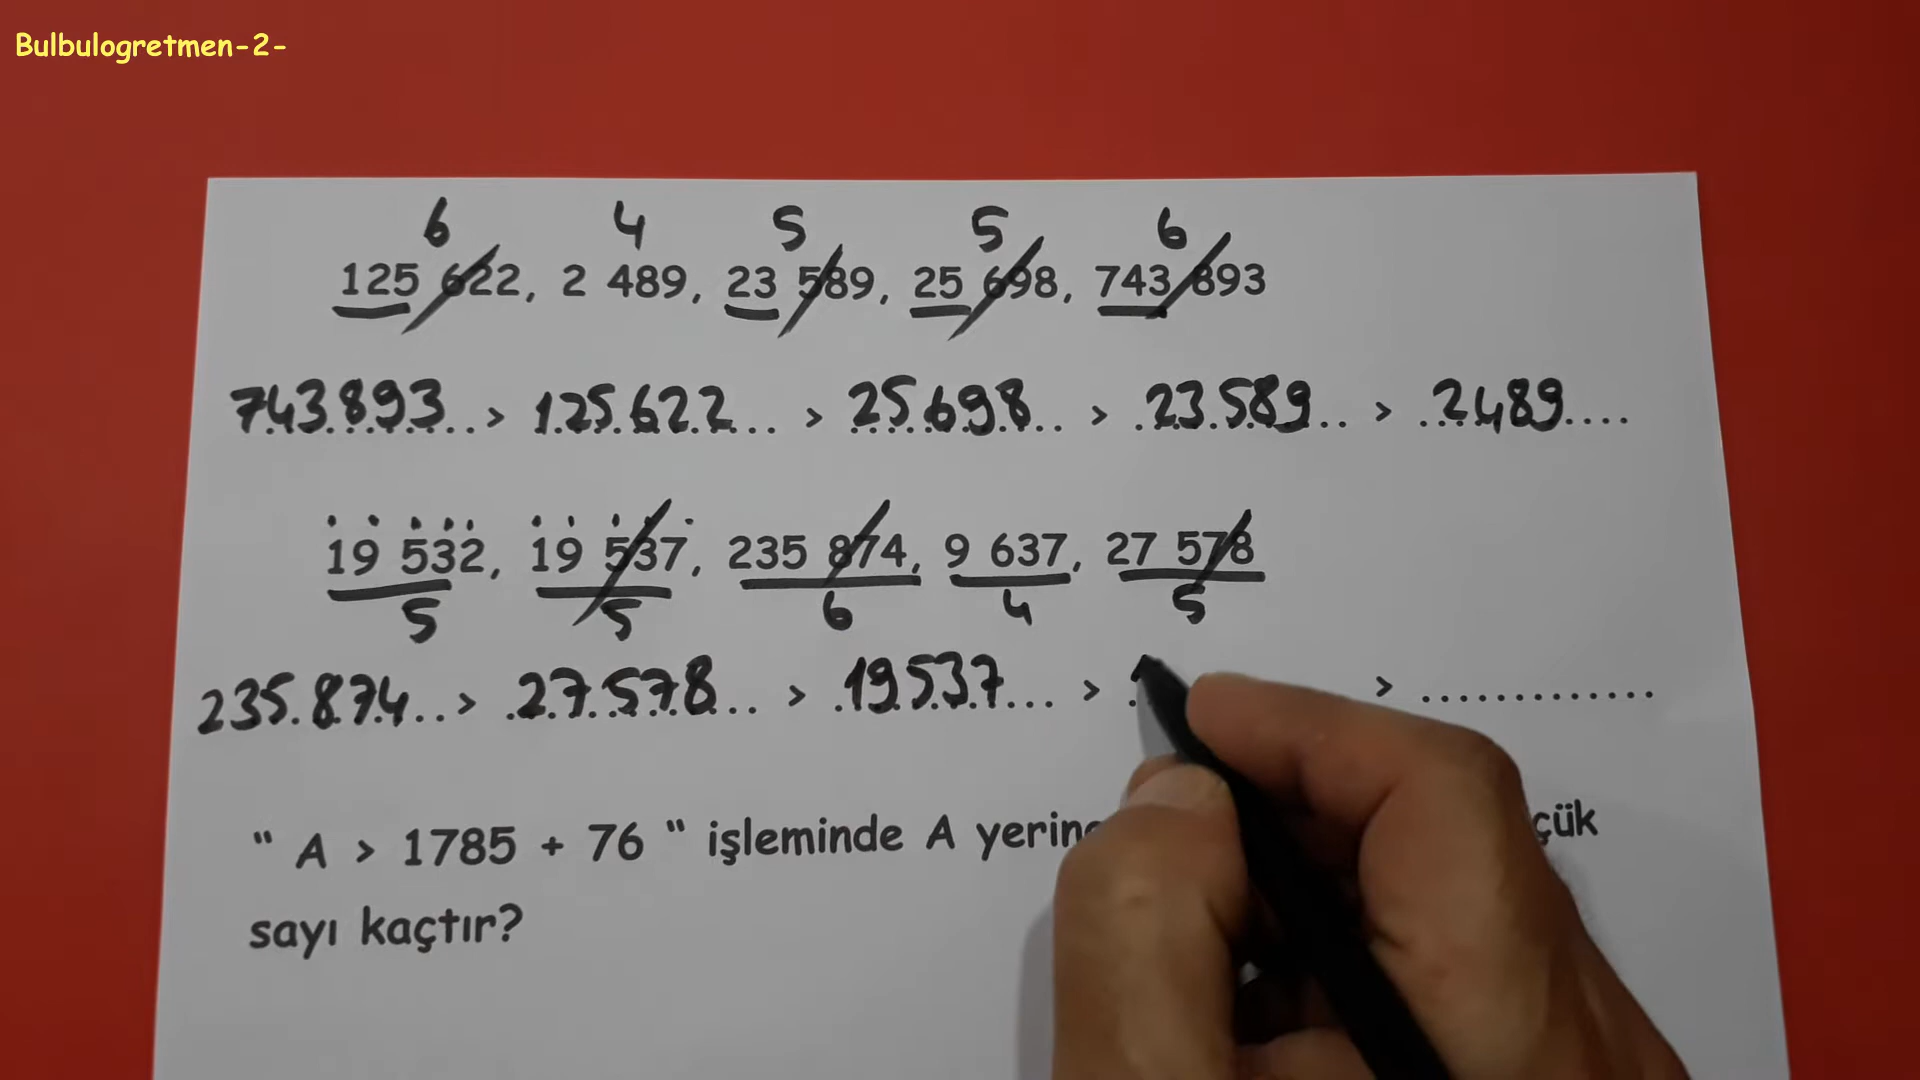 Bulbulogretmen-2-
6 4 5 5 6
125 622, 2 489, 23 589, 25 698, 743 893
743.893 > 125.622 > 25.698 > 23.589 > 2489
19 532, 19 537, 235 874, 9 637, 27 578
5 5 6 4 5
235.874 > 27.578 > 19537 > > .............
" A > 1785 + 76 " işleminde A
sayı kaçtır?